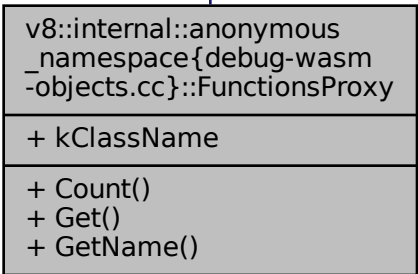 v8::internal::anonymous
_namespace{debug-wasm
-objects.cc}::FunctionsProxy
+ kClassName
+ Count()
+ Get()
+ GetName()